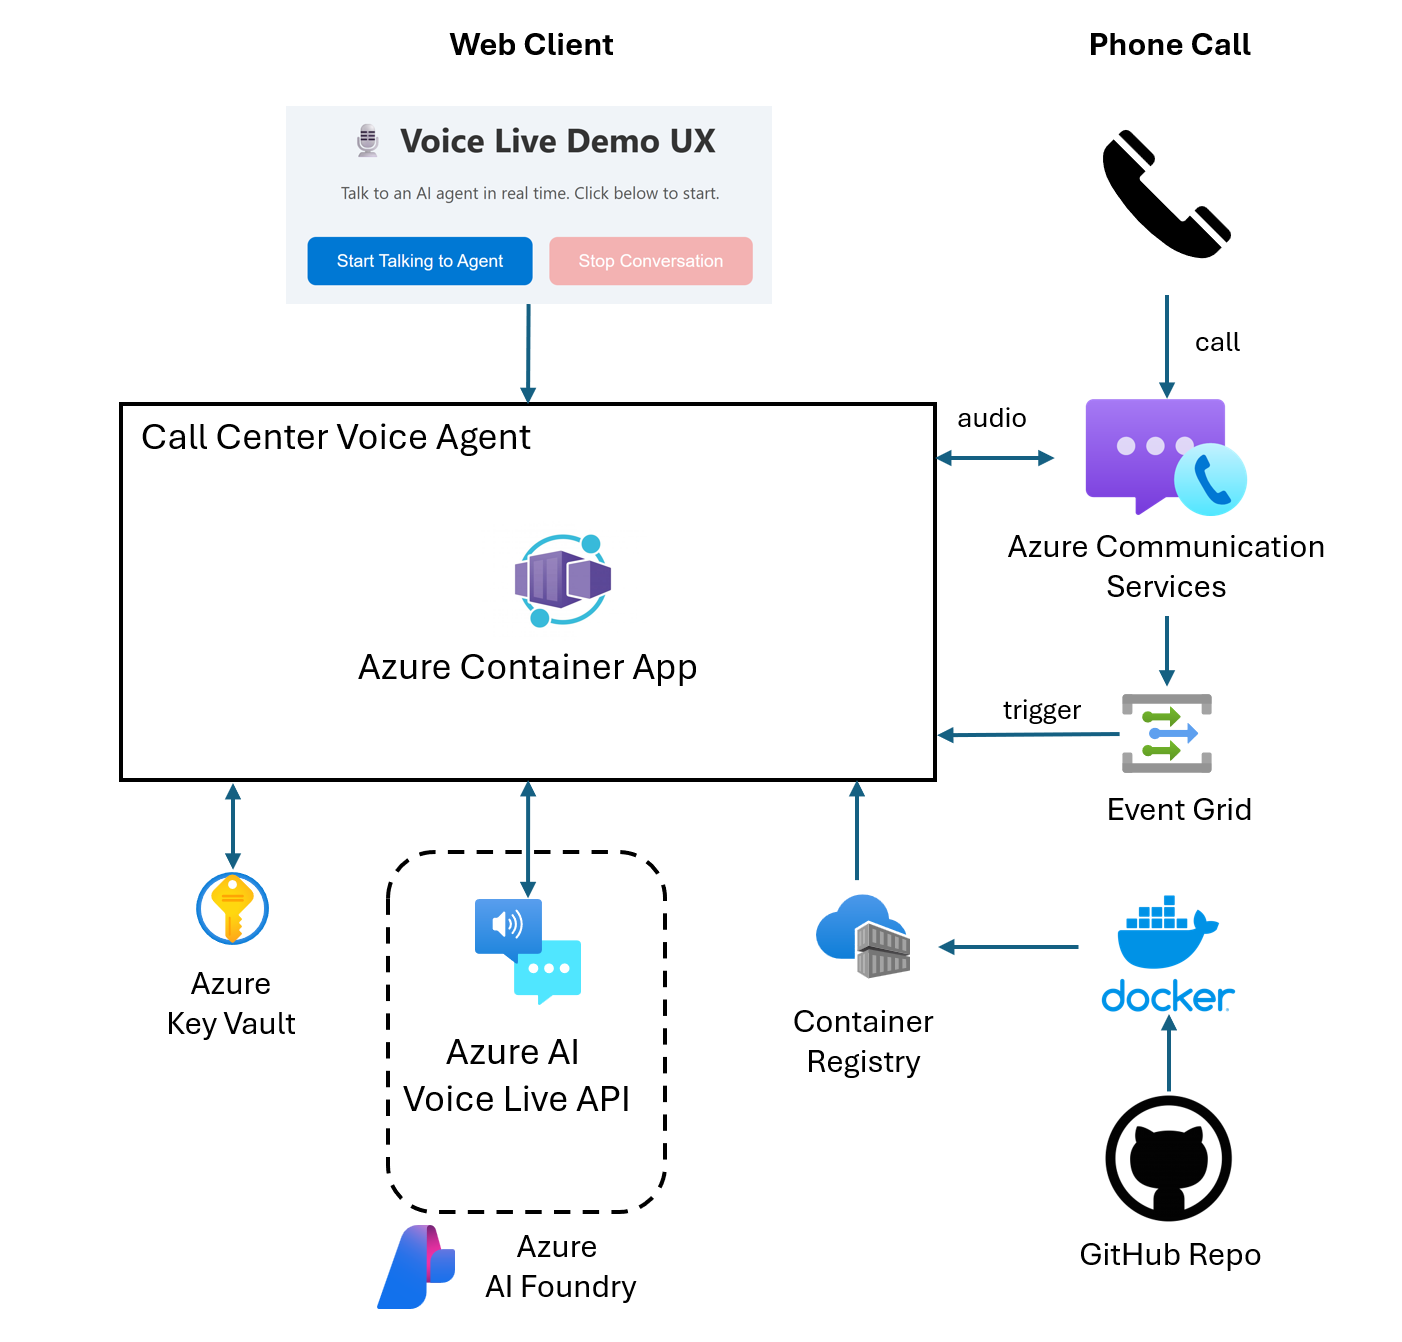 Web Client
Phone Call
Voice Live Demo UX
Talk to an AI agent in real time. Click below to start.
Start Talking to Agent
Stop Conversation
call
Call Center Voice Agent
audio
Azure Communication
Services
Azure Container App
trigger
Event Grid
Azure
Key Vault
Azure AI
Voice Live API
Container
Registry
docker
Azure
AI Foundry
GitHub Repo